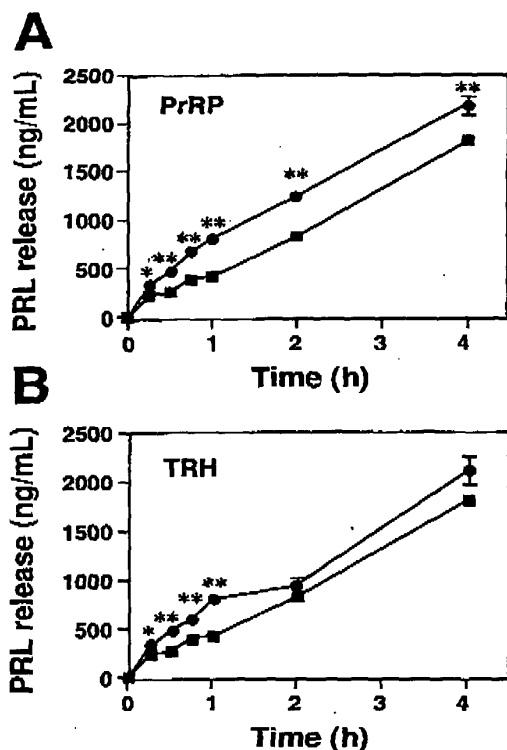 A
PrRP
PRL release (ng/mL)
2500
2000
1500
1000
500
0
*
**
**
**
**
**
0 1 2 3 4
Time (h)
B
TRH
PRL release (ng/mL)
2500
2000
1500
1000
500
0
*
**
**
**
0 1 2 3 4
Time (h)